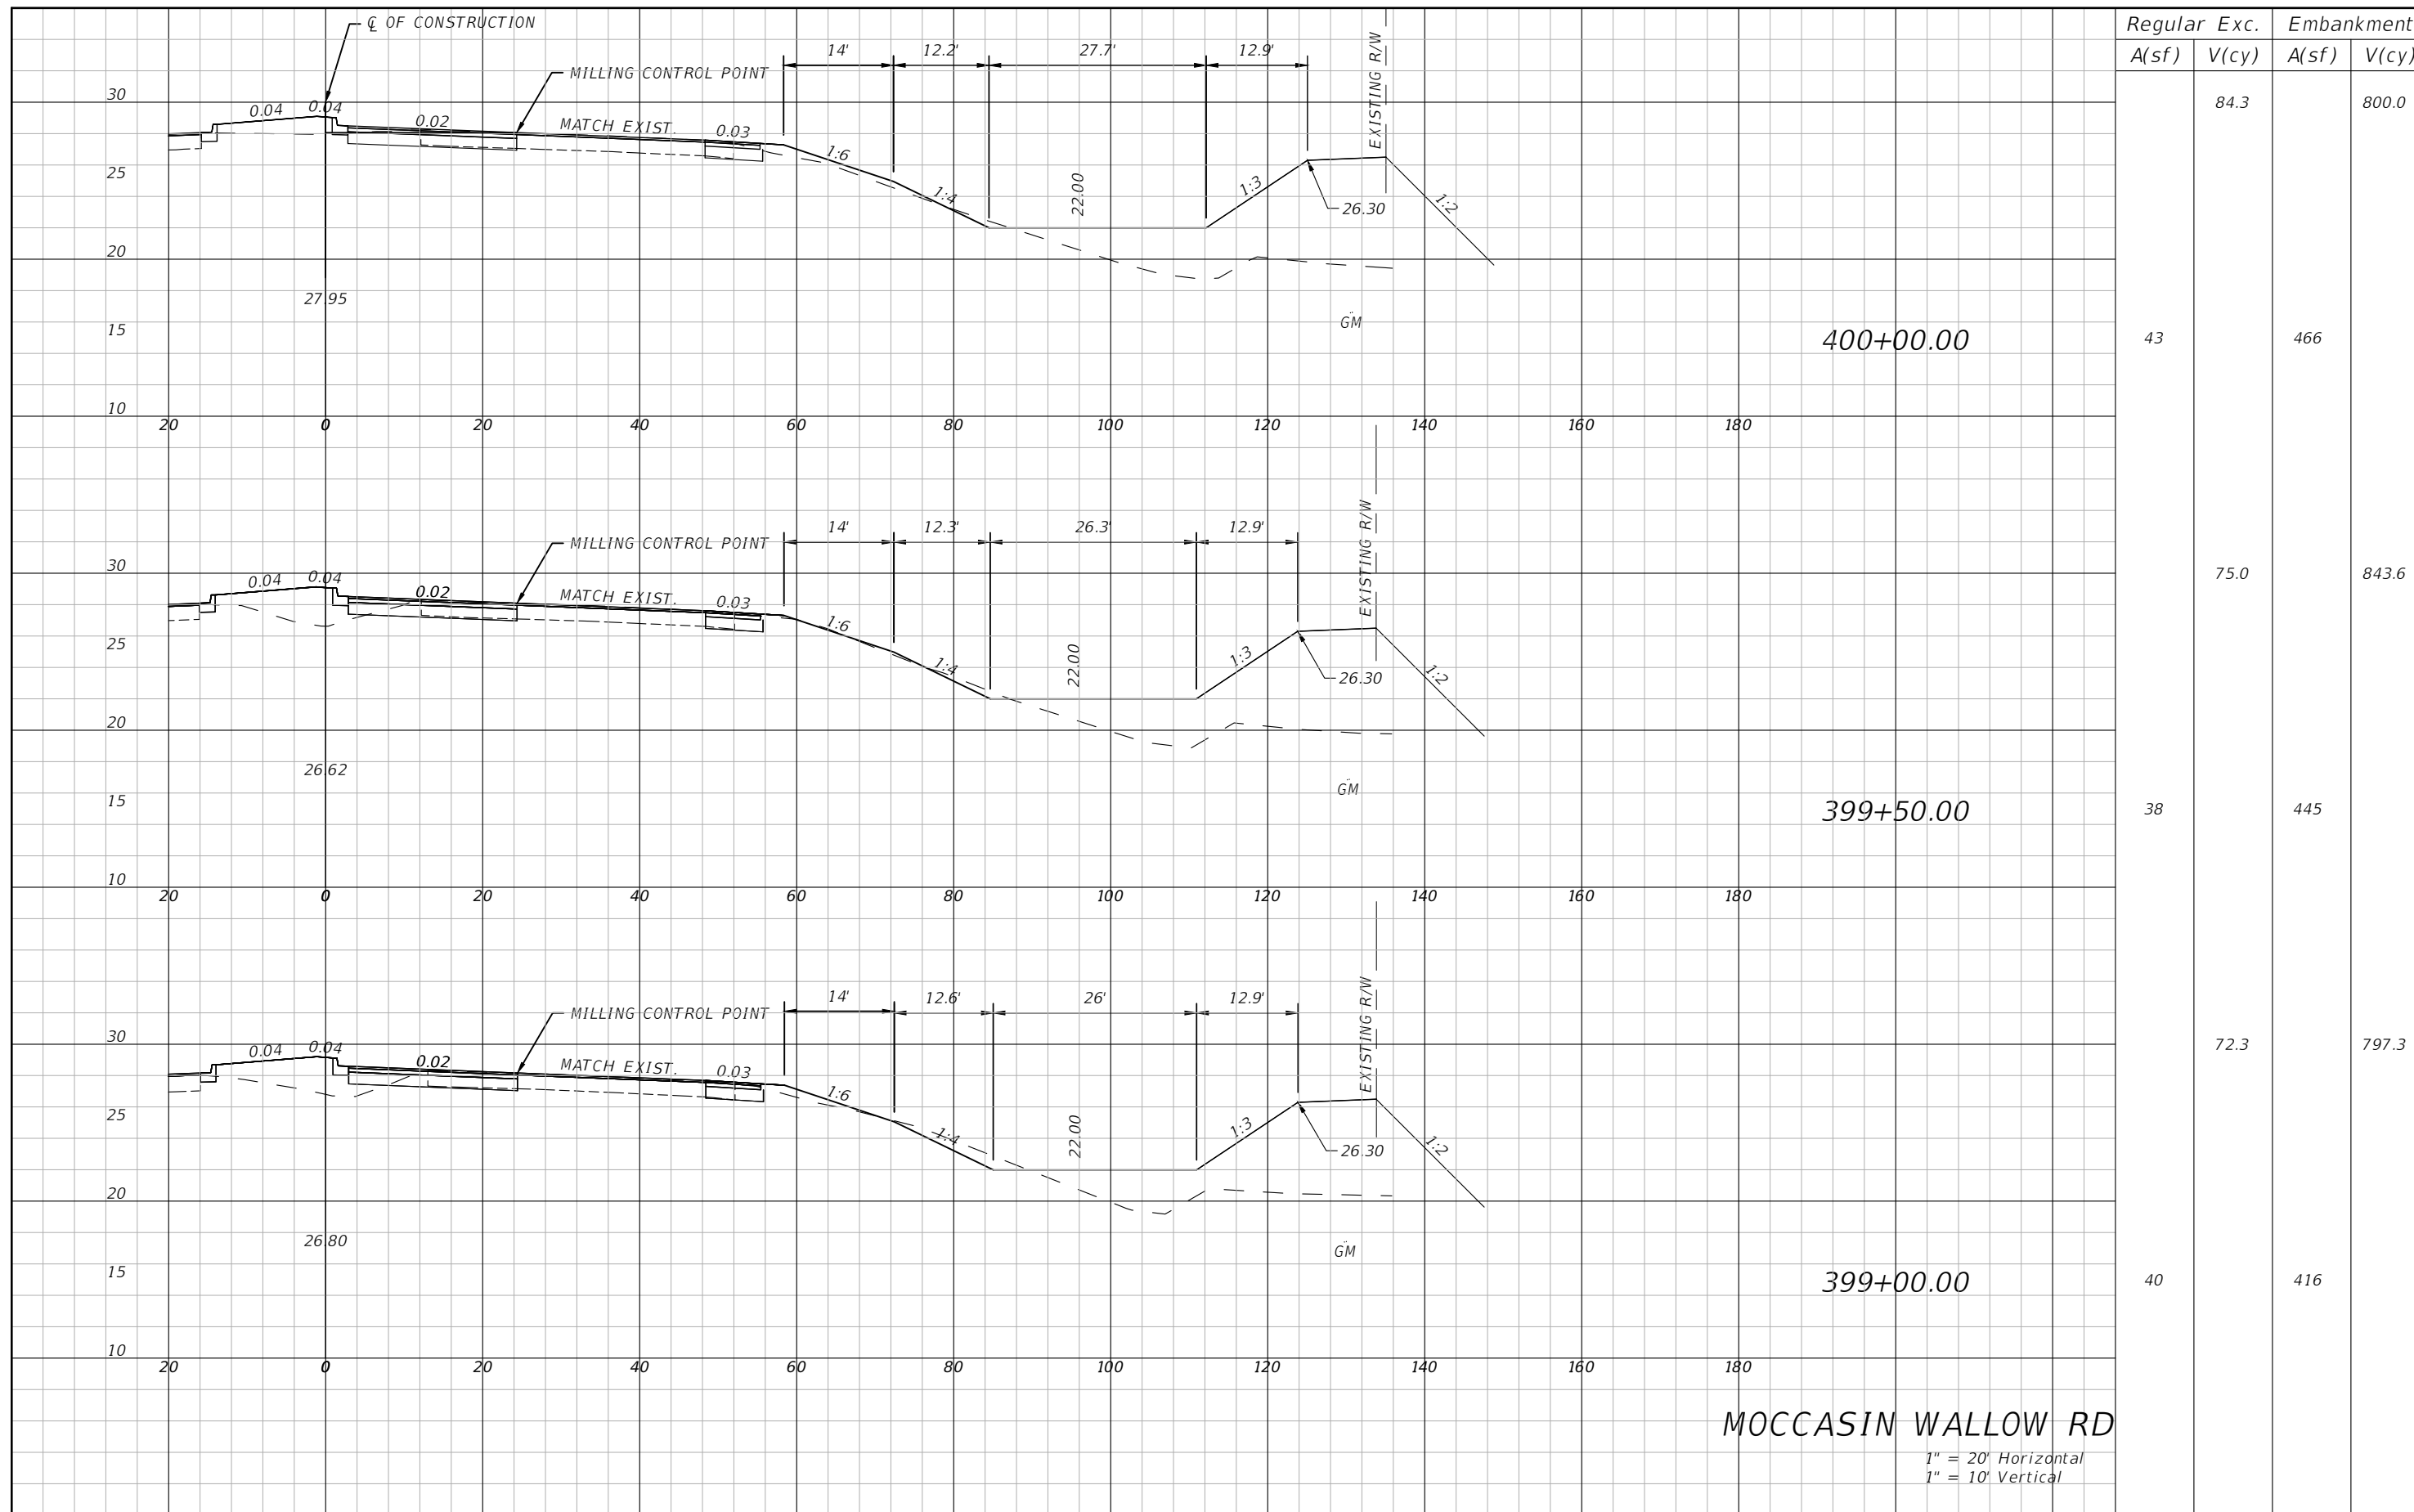 ℄ OF CONSTRUCTION
Regular Exc. Embankment
A(sf) V(cy) A(sf) V(cy)
14' 12.2' 27.7' 12.9'
MILLING CONTROL POINT
EXISTING R/W
84.3 800.0
30
0.04 0.04 0.02 MATCH EXIST. 0.03
1:6
25
1:4 22.00 1:3 26.30 1:2
20
27.95
15
GM
400+00.00 43 466
10
20 0 20 40 60 80 100 120 140 160 180
14' 12.3' 26.3' 12.9'
MILLING CONTROL POINT
EXISTING R/W
75.0 843.6
30
0.04 0.04 0.02 MATCH EXIST. 0.03
1:6
25
1:4 22.00 1:3 26.30 1:2
20
26.62
15
GM
399+50.00 38 445
10
20 0 20 40 60 80 100 120 140 160 180
14' 12.6' 26' 12.9'
MILLING CONTROL POINT
EXISTING R/W
72.3 797.3
30
0.04 0.04 0.02 MATCH EXIST. 0.03
1:6
25
1:4 22.00 1:3 26.30 1:2
20
26.80
15
GM
399+00.00 40 416
10
20 0 20 40 60 80 100 120 140 160 180
MOCCASIN WALLOW RD
1" = 20' Horizontal
1" = 10' Vertical